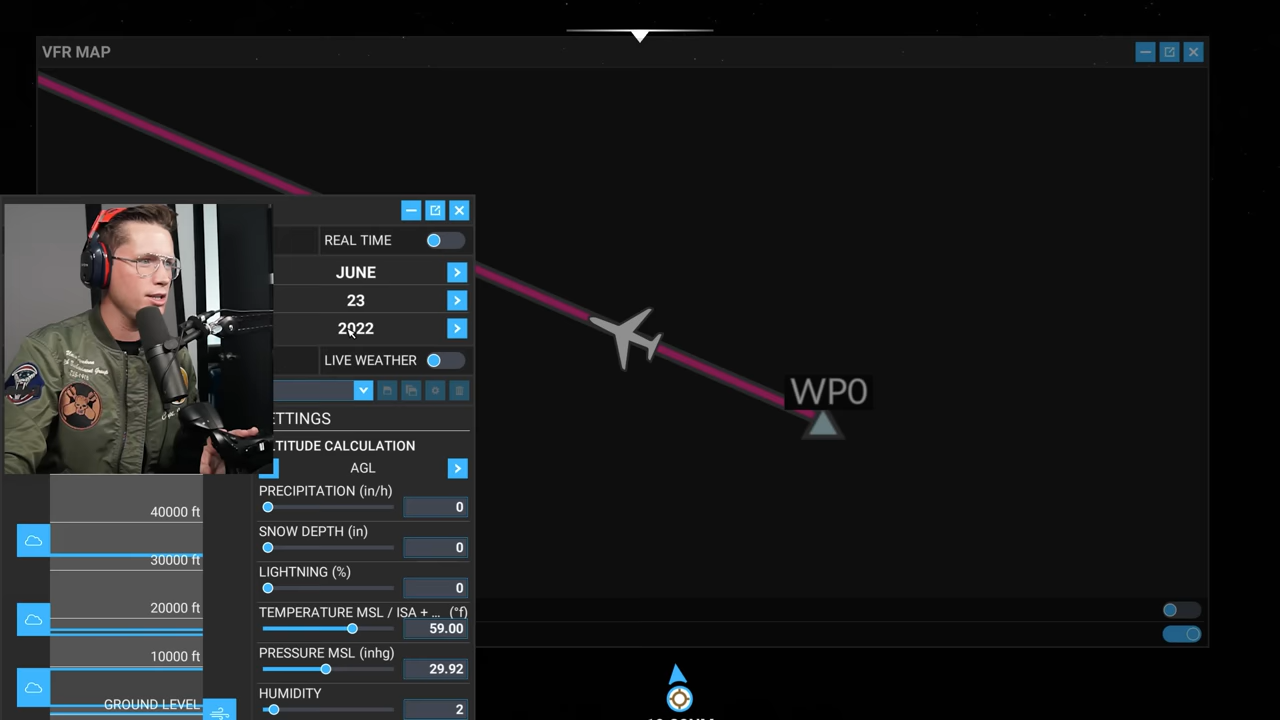 VFR MAP
REAL TIME
JUNE
23
2022
WP0
LIVE WEATHER
ETTINGS
TITUDE CALCULATION
AGL
PRECIPITATION (in/h)
0
40000 ft
SNOW DEPTH (in)
0
30000 ft
LIGHTNING (%)
0
20000 ft
TEMPERATURE MSL / ISA + ... (°f)
59.00
10000 ft
PRESSURE MSL (inhg)
29.92
GROUND LEVEL
HUMIDITY
2